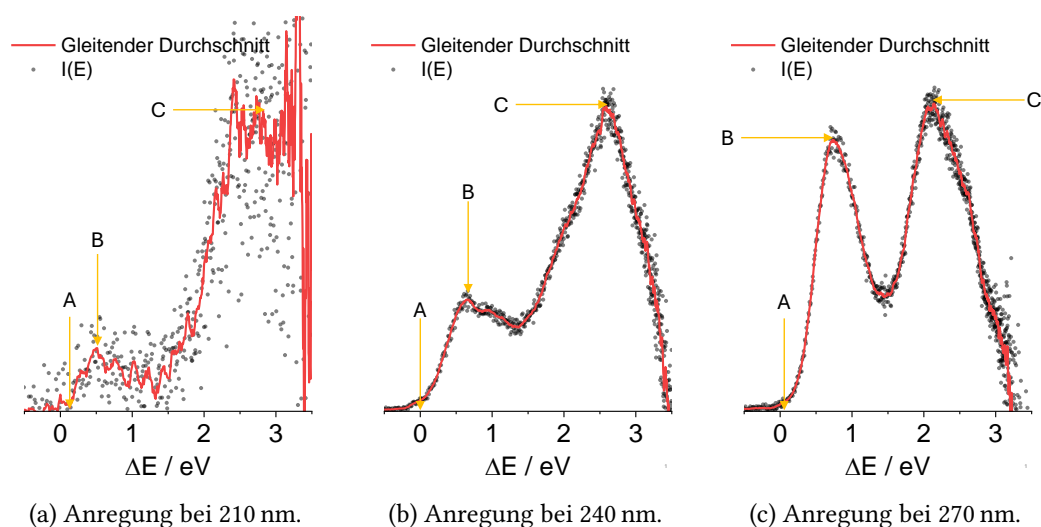 Gleitender Durchschnitt
I(E)
C
B
A
0 1 2 3
ΔE / eV
(a) Anregung bei 210 nm.
Gleitender Durchschnitt
I(E)
C
B
A
0 1 2 3
ΔE / eV
(b) Anregung bei 240 nm.
Gleitender Durchschnitt
I(E)
C
B
A
0 1 2 3
ΔE / eV
(c) Anregung bei 270 nm.